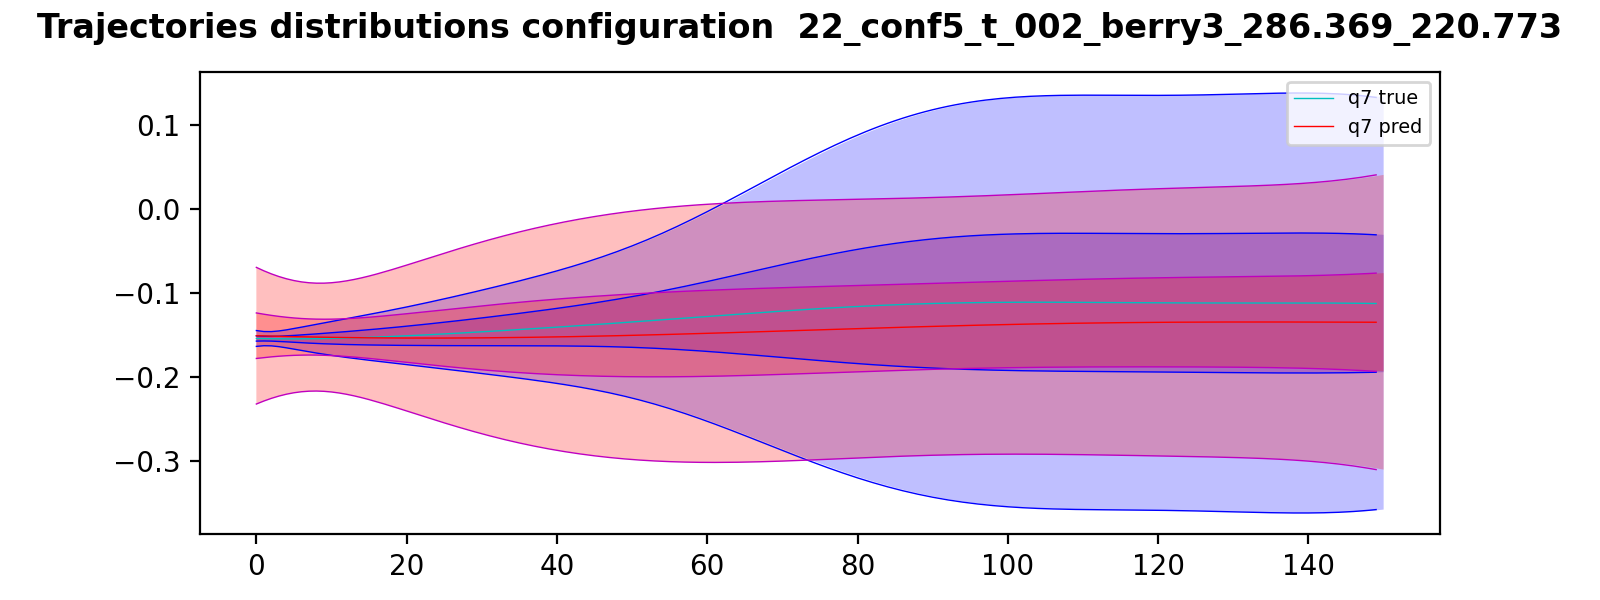 Trajectories distributions configuration  22_conf5_t_002_berry3_286.369_220.773
q7 true
q7 pred
0.1
0.0
−0.1
−0.2
−0.3
0 20 40 60 80 100 120 140